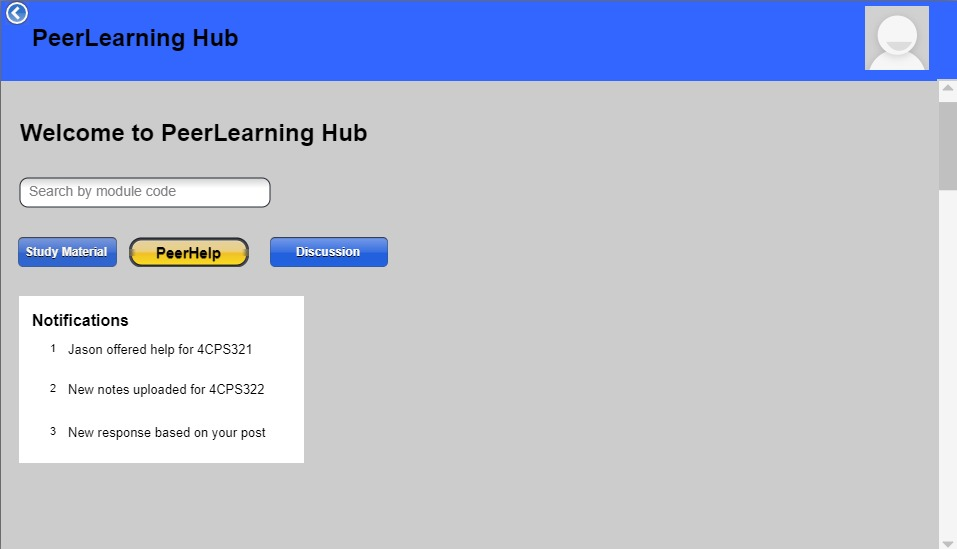 PeerLearning Hub
Welcome to PeerLearning Hub
Search by module code
Study Material PeerHelp Discussion
Notifications
1 Jason offered help for 4CPS321
2 New notes uploaded for 4CPS322
3 New response based on your post